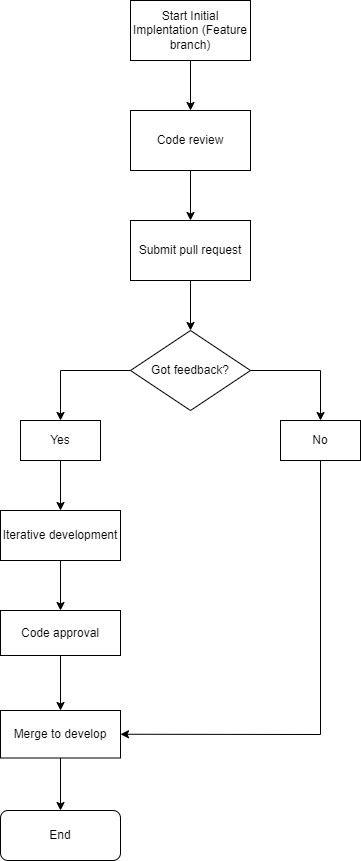 Start Initial
Implentation (Feature
branch)
Code review
Submit pull request
Got feedback?
Yes
No
Iterative development
Code approval
Merge to develop
End